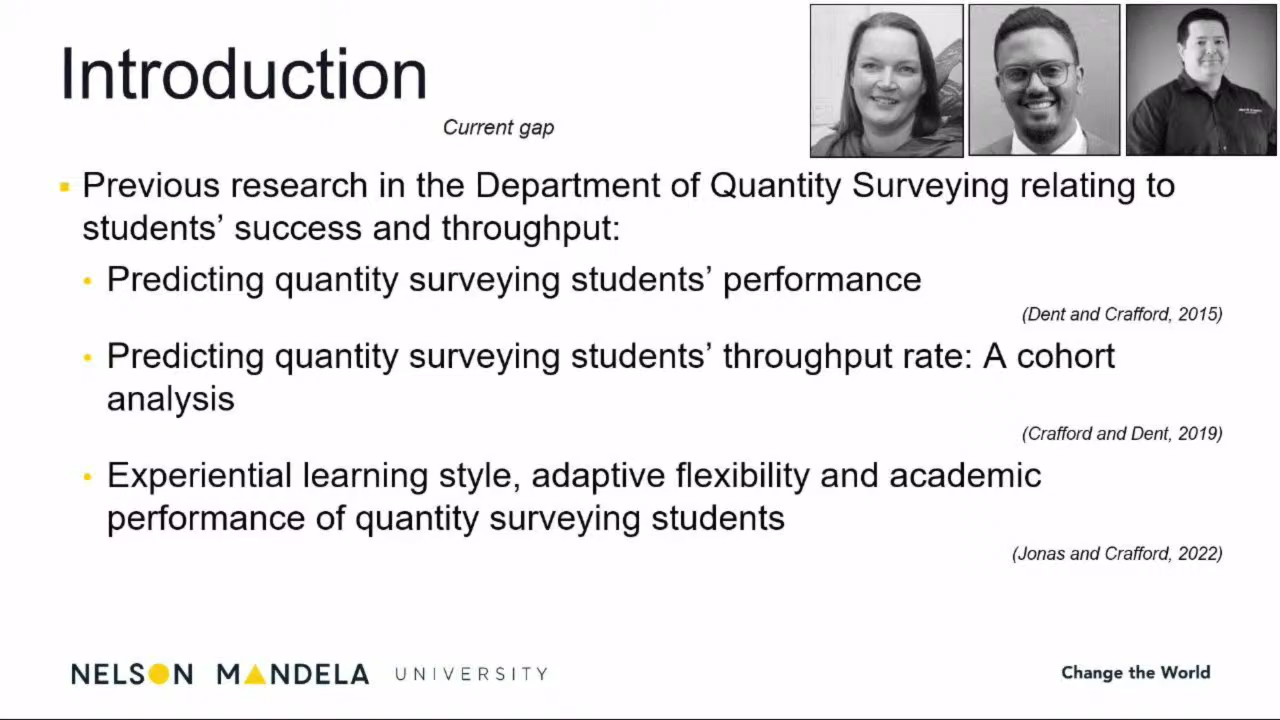 Introduction
Current gap
Previous research in the Department of Quantity Surveying relating to
students’ success and throughput:
Predicting quantity surveying students’ performance
(Dent and Crafford, 2015)
Predicting quantity surveying students’ throughput rate: A cohort
analysis
(Crafford and Dent, 2019)
Experiential learning style, adaptive flexibility and academic
performance of quantity surveying students
(Jonas and Crafford, 2022)
NELSON MANDELA UNIVERSITY
Change the World